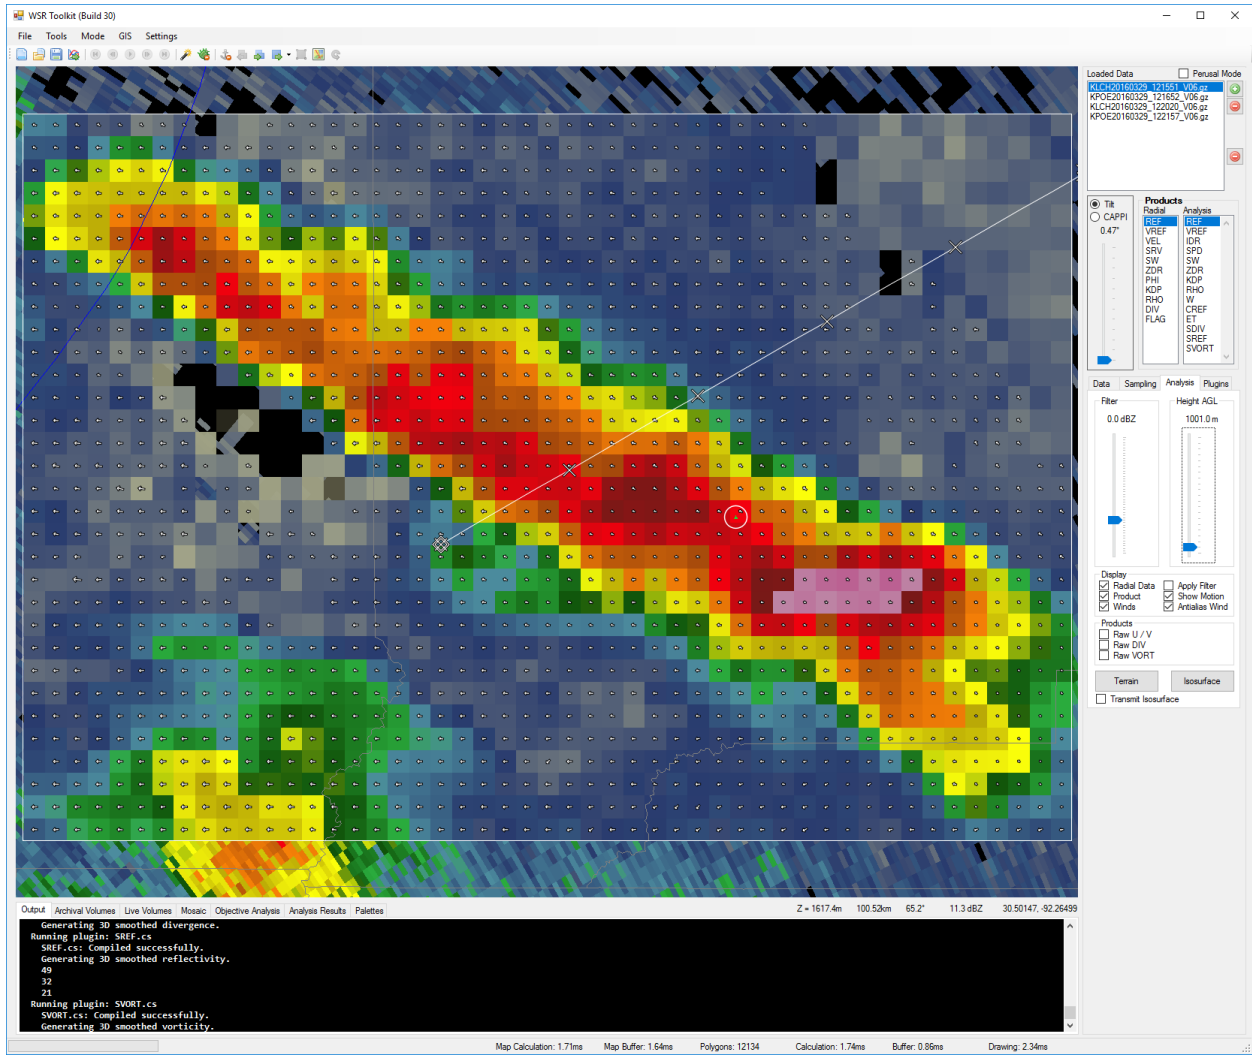 WSR Toolkit (Build 30)
File Tools Mode GIS Settings
Loaded Data Perusal Mode
KLCH20160329_121551_V06.gz
KPOE20160329_121652_V06.gz
KLCH20160329_122020_V06.gz
KPOE20160329_122157_V06.gz
Tilt
CAPPI
0.47°
Products
Radial Analysis
REF REF
VREF VREF
VEL IDR
SRV SPD
SW SW
ZDR ZDR
PHI KDP
KDP RHO
RHO W
DIV CREF
FLAG ET
SDIV
SREF
SVORT
Data Sampling Analysis Plugins
Filter Height AGL
0.0 dBZ 1001.0 m
Display
Radial Data Apply Filter
Product Show Motion
Winds Antialias Wind
Products
Raw U / V
Raw DIV
Raw VORT
Terrain Isosurface
Transmit Isosurface
Output Archival Volumes Live Volumes Mosaic Objective Analysis Analysis Results Palettes
Z = 1617.4m 100.52km 65.2° 11.3 dBZ 30.50147, -92.26499
Generating 3D smoothed divergence.
Running plugin: SREF.cs
SREF.cs: Compiled successfully.
Generating 3D smoothed reflectivity.
49
32
21
Running plugin: SVORT.cs
SVORT.cs: Compiled successfully.
Generating 3D smoothed vorticity.
Map Calculation: 1.71ms Map Buffer: 1.64ms Polygons: 12134 Calculation: 1.74ms Buffer: 0.86ms Drawing: 2.34ms